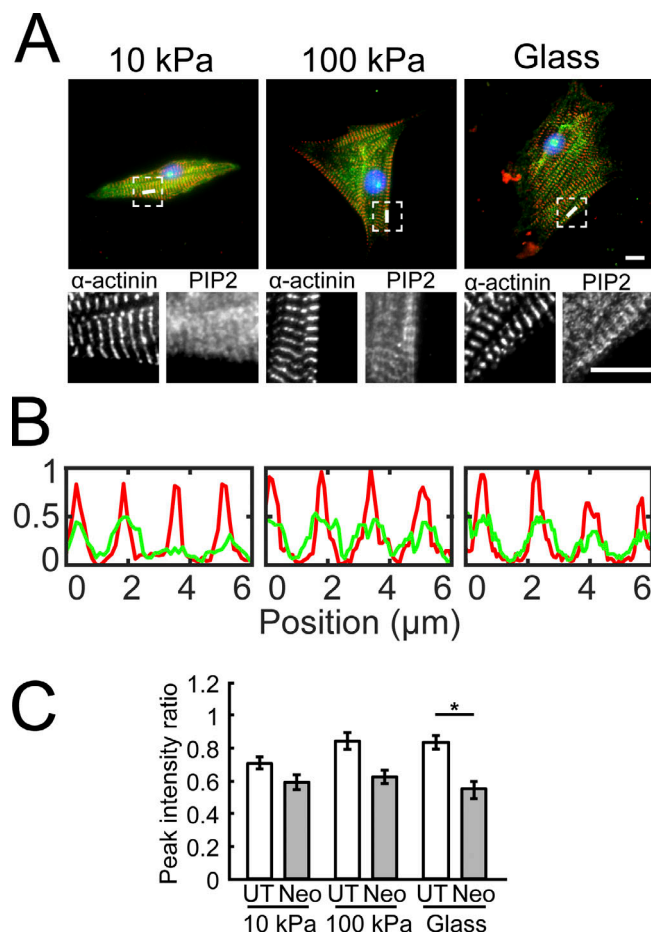 A
10 kPa 100 kPa Glass
α-actinin PIP2 α-actinin PIP2 α-actinin PIP2
B
1
0.5
0
0 2 4 6 0 2 4 6 0 2 4 6
Position (μm)
C
Peak intensity ratio
1.2
1
0.8
0.6
0.4
0.2
0
*
UT Neo UT Neo UT Neo
10 kPa 100 kPa Glass